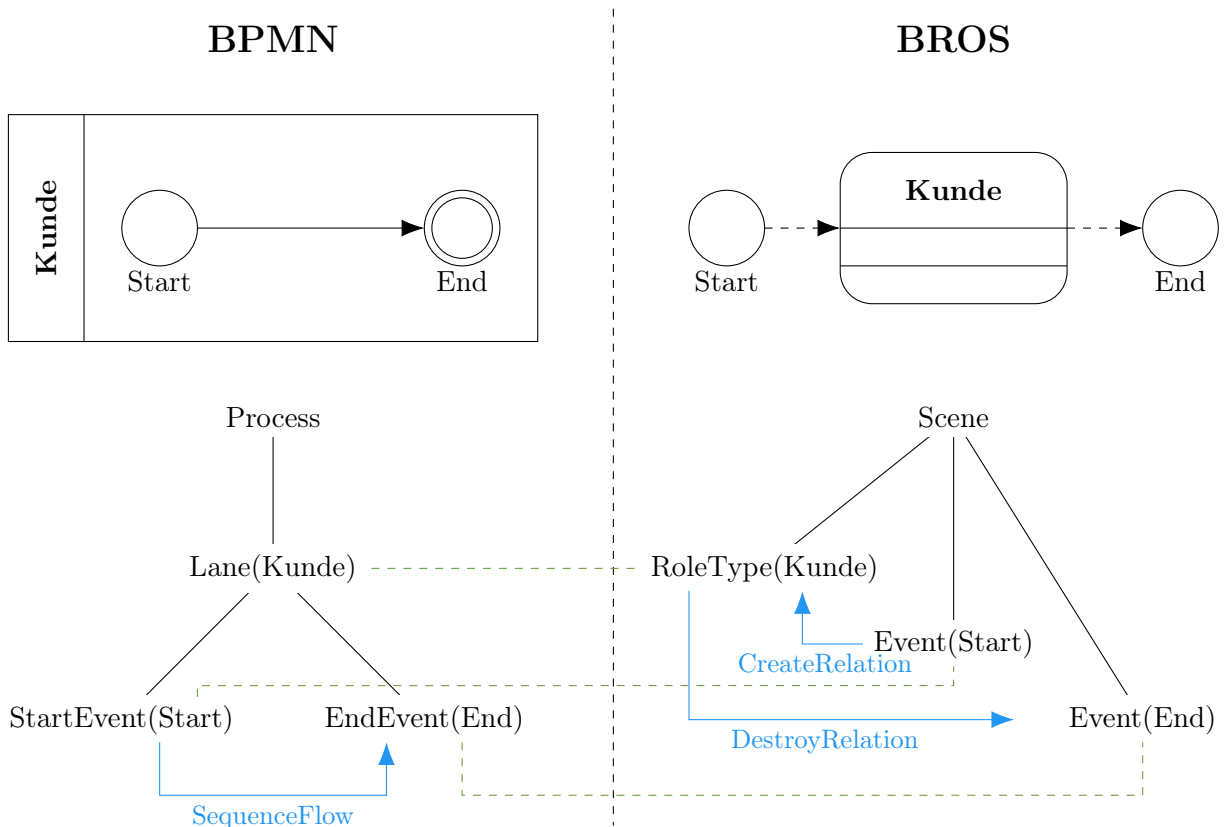 BPMN
BROS
Kunde
Start
End
Kunde
Start
End
Process
Scene
Lane(Kunde)
RoleType(Kunde)
Event(Start)
CreateRelation
StartEvent(Start)
EndEvent(End)
Event(End)
DestroyRelation
SequenceFlow